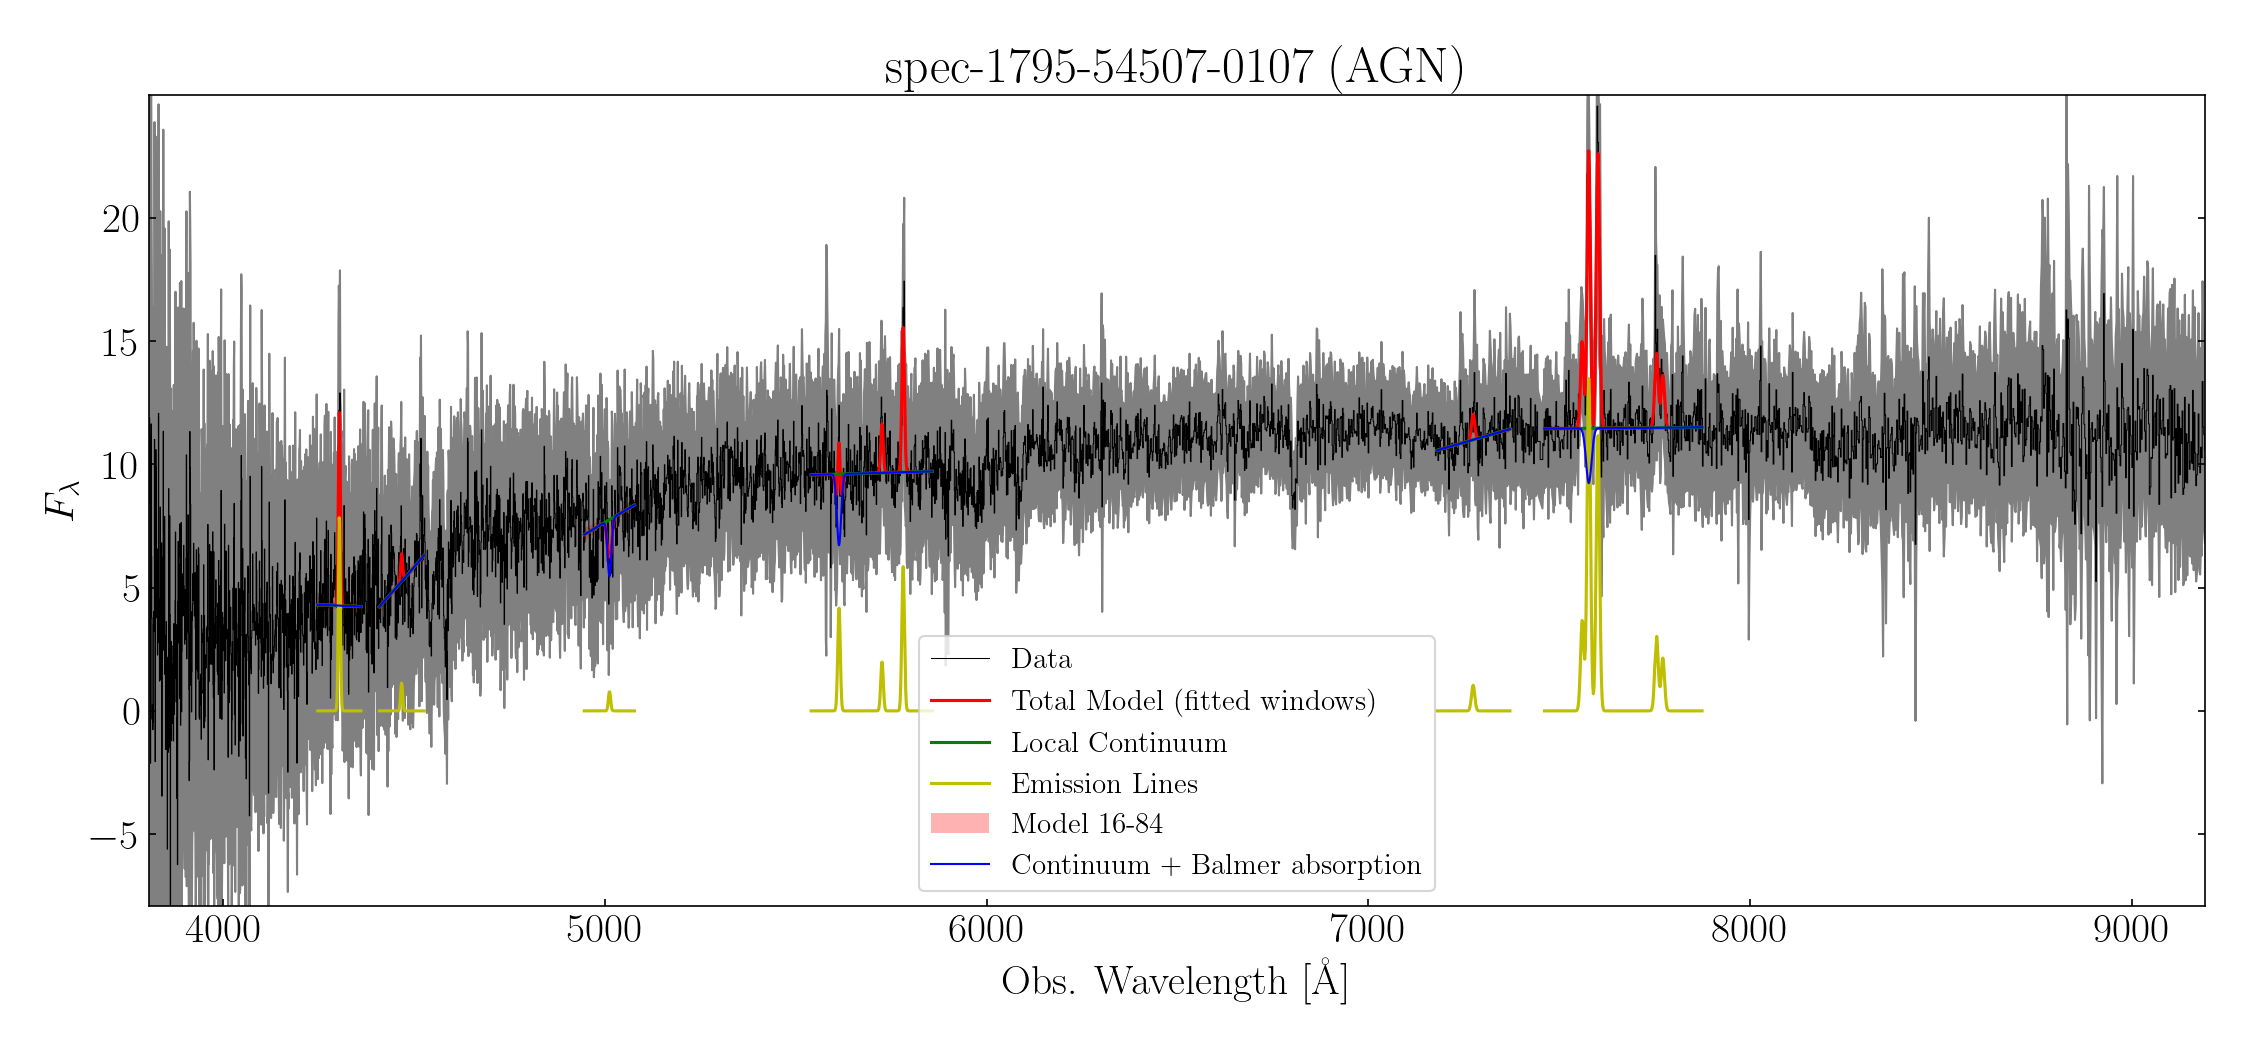 spec-1795-54507-0107 (AGN)
20
15
10
5
0
−5
F_λ
Data
Total Model (fitted windows)
Local Continuum
Emission Lines
Model 16-84
Continuum + Balmer absorption
4000 5000 6000 7000 8000 9000
Obs. Wavelength [Å]